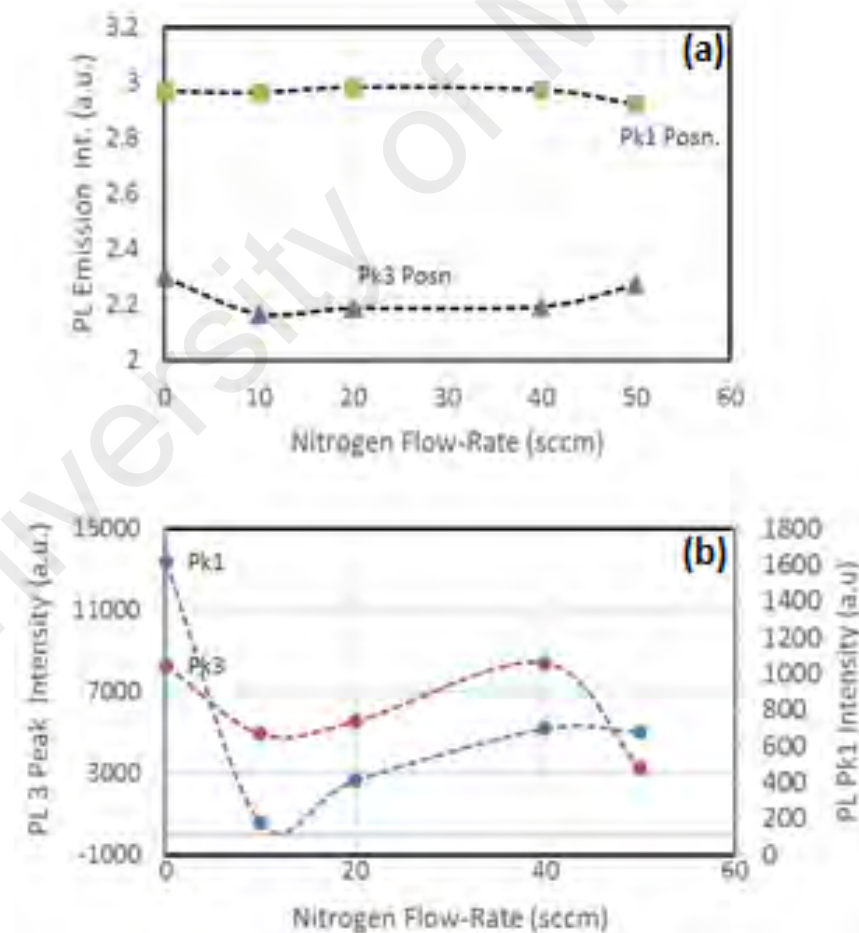 (a)
PL Emission Int. (a.u.)
3.2
3
2.8
2.6
2.4
2.2
2
Pk1 Posn.
Pk3 Posn
0 10 20 30 40 50 60
Nitrogen Flow-Rate (sccm)
(b)
PL 3 Peak Intensity (a.u.)
15000
11000
7000
3000
-1000
Pk1
Pk3
1800
1600
1400
1200
1000
800
600
400
200
0
PL Pk1 Intensity (a.u)
0 20 40 60
Nitrogen Flow-Rate (sccm)
University of M